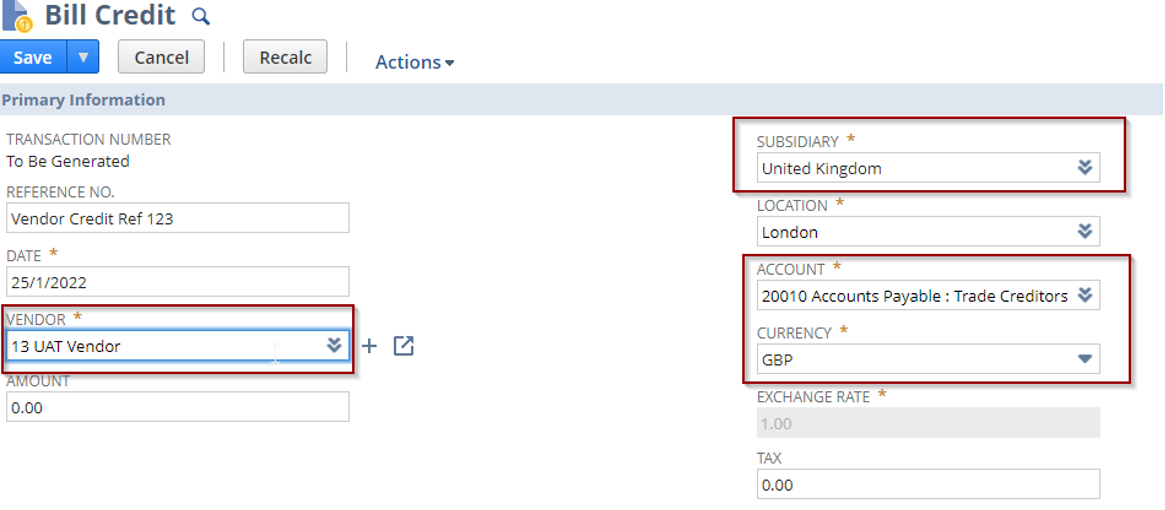 Bill Credit
Save
Cancel
Recalc
Actions
Primary Information
TRANSACTION NUMBER
To Be Generated
REFERENCE NO.
Vendor Credit Ref 123
DATE *
25/1/2022
VENDOR *
13 UAT Vendor
AMOUNT
0.00
SUBSIDIARY *
United Kingdom
LOCATION *
London
ACCOUNT *
20010 Accounts Payable : Trade Creditors
CURRENCY *
GBP
EXCHANGE RATE *
1.00
TAX
0.00